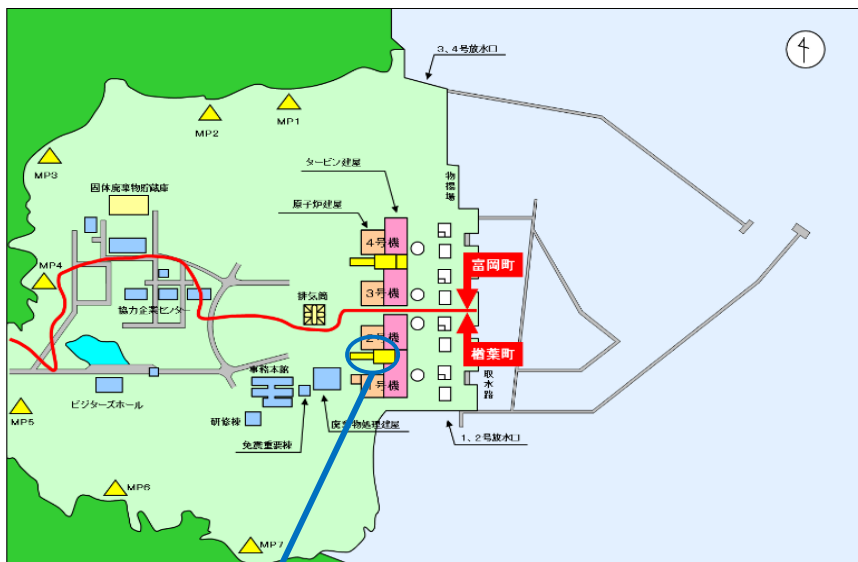 3、4号放水口
MP1
MP2
MP3
タービン建屋
物揚場
固体廃棄物貯蔵庫
原子炉建屋
4号機
富岡町
MP4
3号機
排気筒
協力企業センター
2号機
楢葉町
事務本館
1号機
取水路
ビジターズホール
MP5
研修棟
廃棄物処理建屋
免震重要棟
1、2号放水口
MP6
MP7